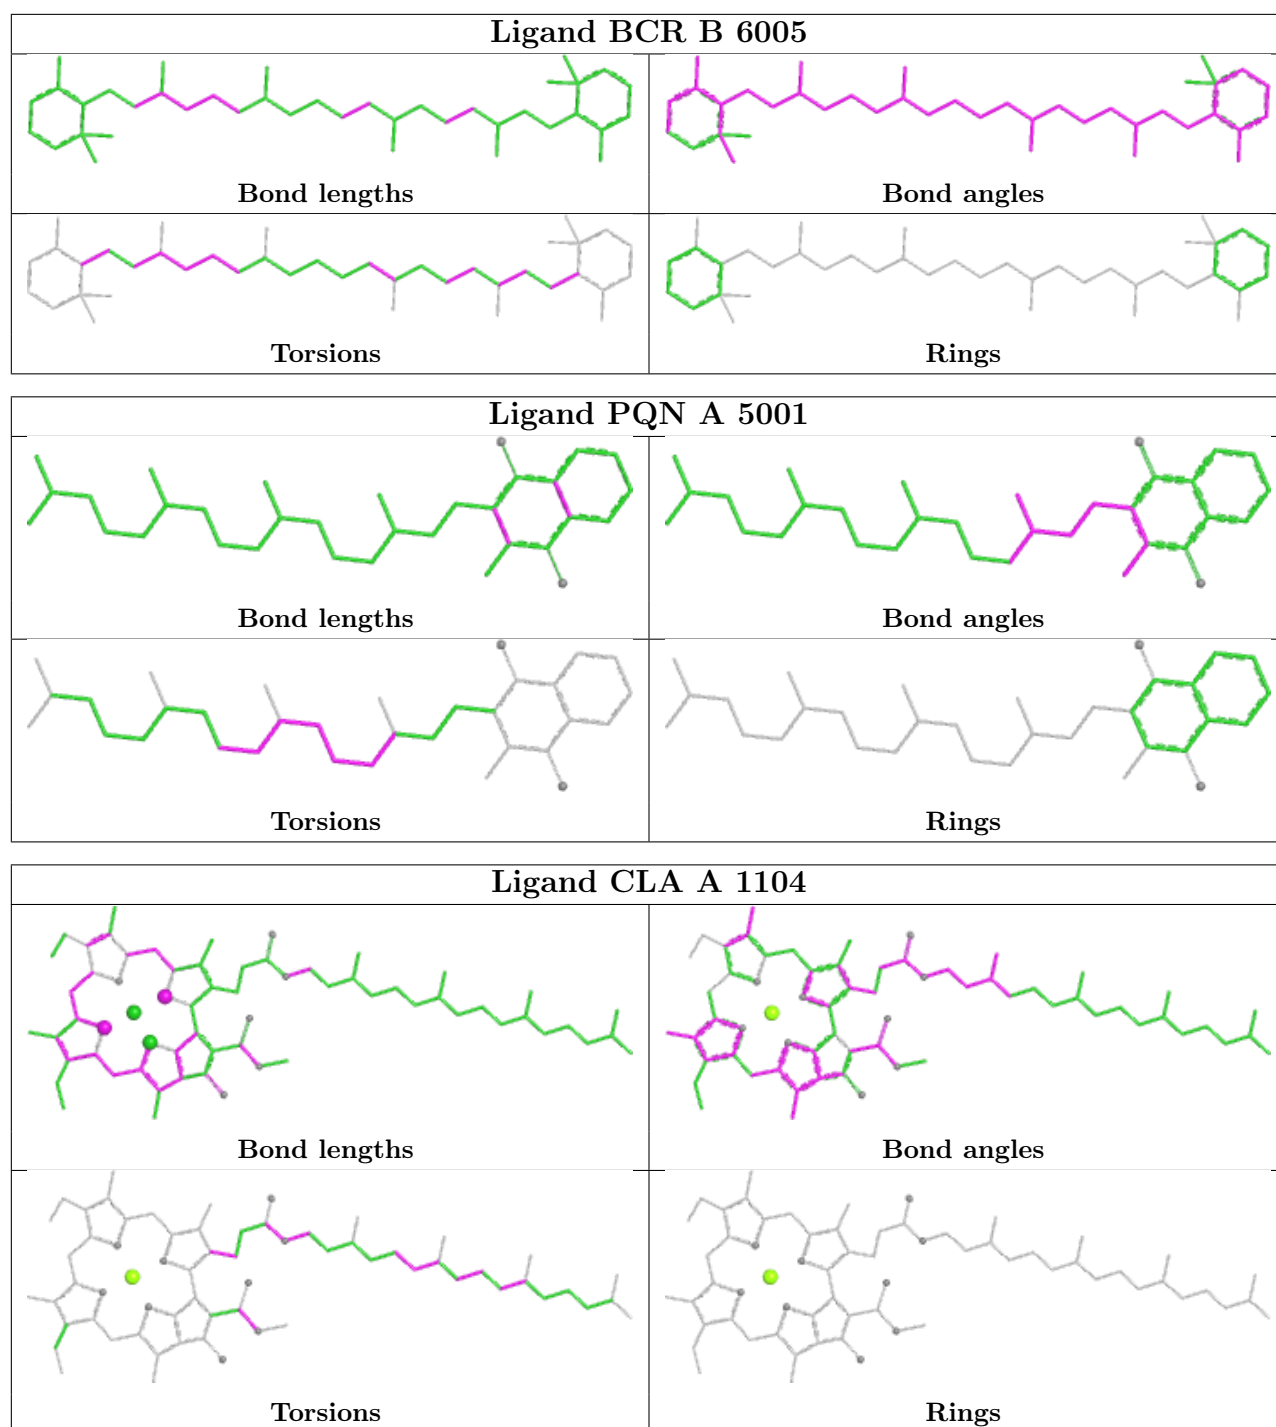 Ligand BCR B 6005
Bond lengths
Bond angles
Torsions
Rings
Ligand PQN A 5001
Bond lengths
Bond angles
Torsions
Rings
Ligand CLA A 1104
Bond lengths
Bond angles
Torsions
Rings